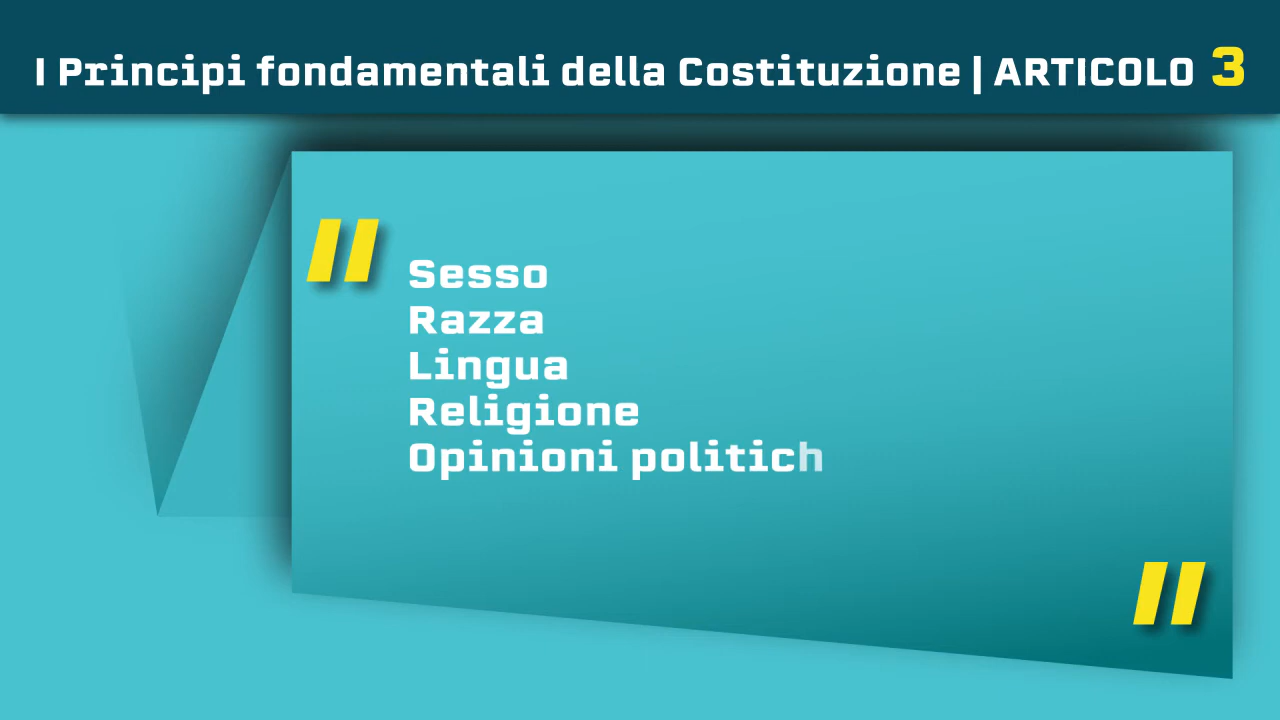 I Principi fondamentali della Costituzione | ARTICOLO 3
"
Sesso
Razza
Lingua
Religione
Opinioni politich
"